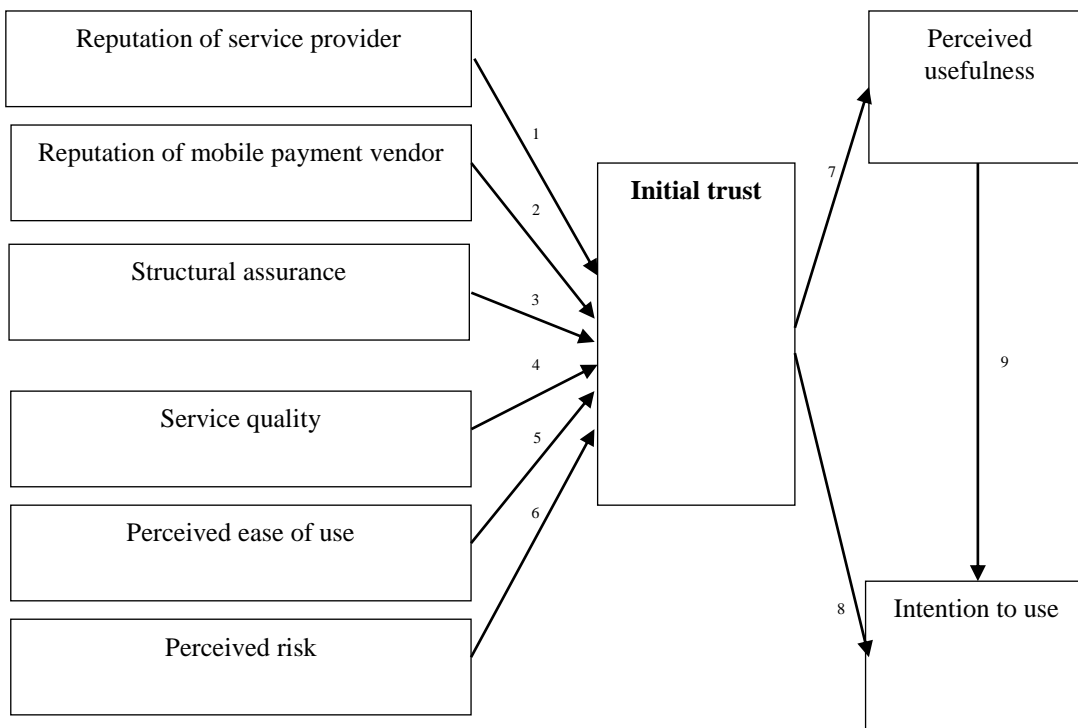 Reputation of service provider
Reputation of mobile payment vendor
Structural assurance
Service quality
Perceived ease of use
Perceived risk
1
2
3
4
5
6
Initial trust
7
8
Perceived
usefulness
9
Intention to use